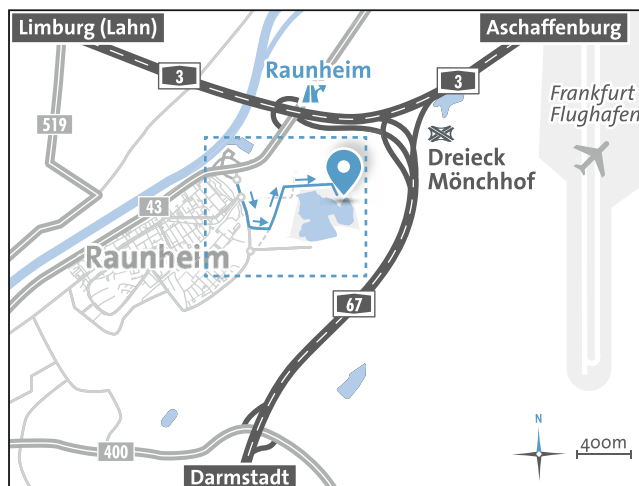 Limburg (Lahn)
Aschaffenburg
3
Raunheim
3
Frankfurt
Flughafen
519
Dreieck
Mönchhof
43
Raunheim
67
N
400m
400
Darmstadt